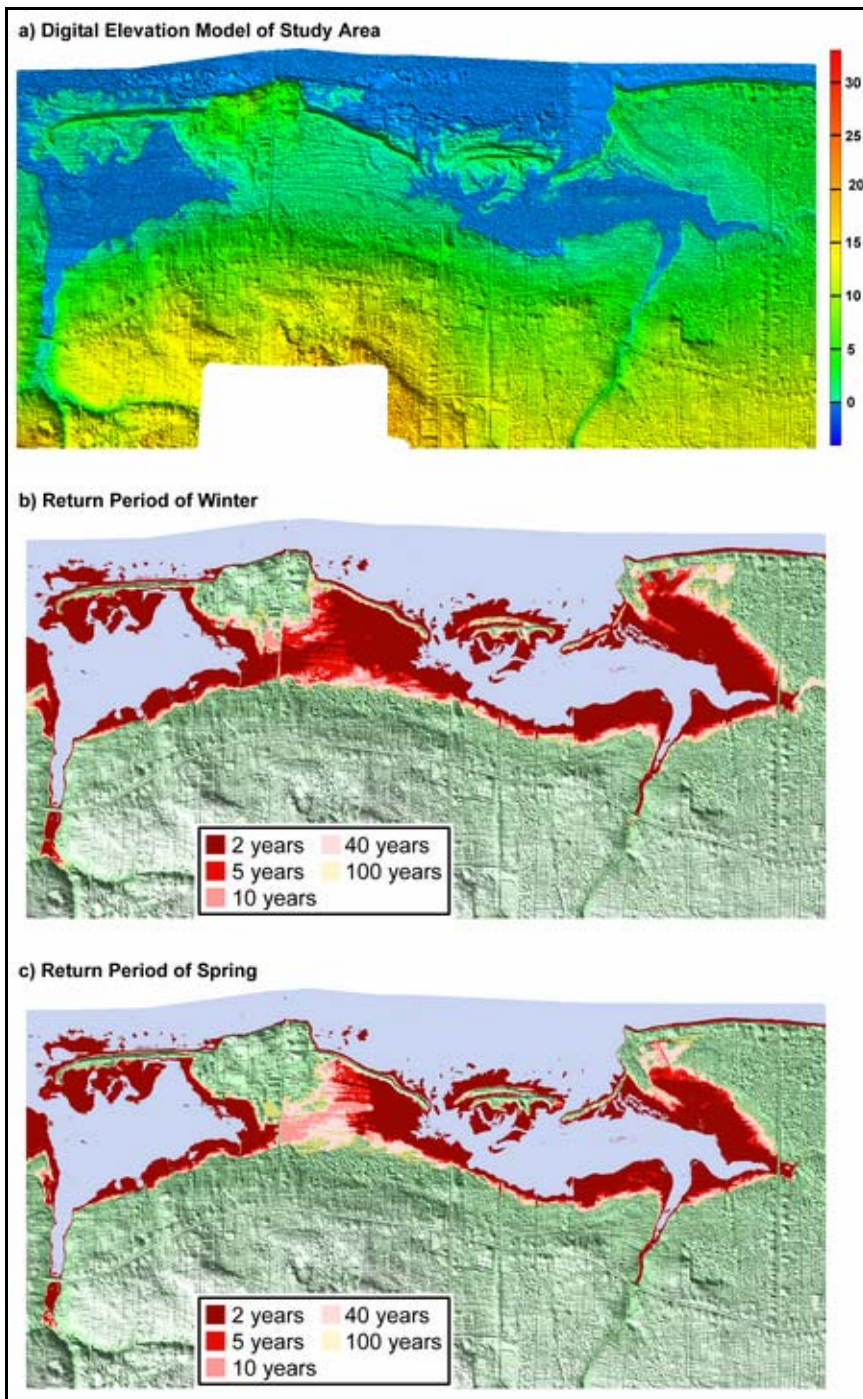 a) Digital Elevation Model of Study Area
30
25
20
15
10
5
0
b) Return Period of Winter
2 years 40 years
5 years 100 years
10 years
c) Return Period of Spring
2 years 40 years
5 years 100 years
10 years